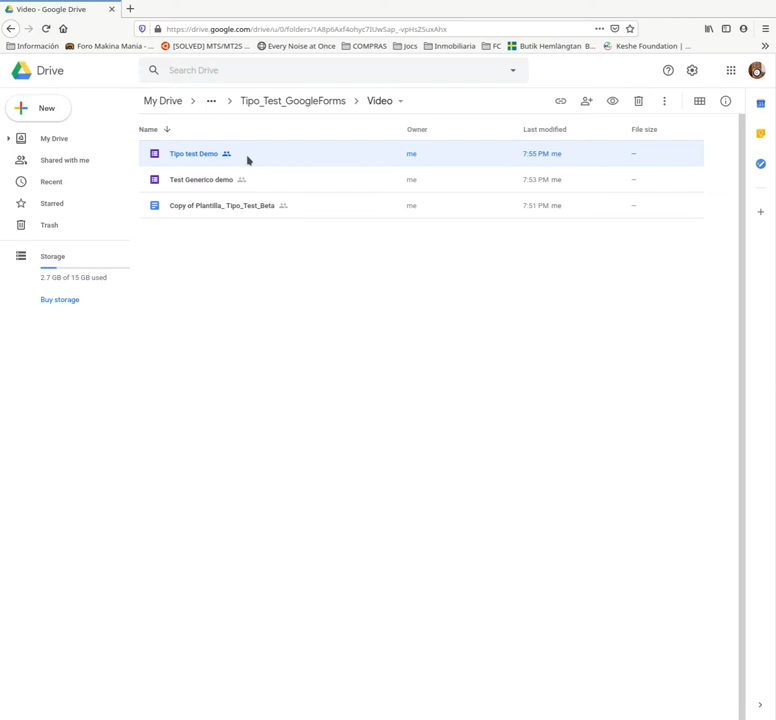 Video - Google Drive
https://drive.google.com/drive/u/0/folders/1A8p6Axf4ohyc7IUwSap_-vpHsZSuxAhx
Información
Foro Makina Mania - ...
[SOLVED] MTS/MT2S ...
Every Noise at Once
COMPRAS
Jocs
Inmobiliaria
FC
Butik Hemlängtan B...
Keshe Foundation | ...
Drive
Search Drive
New
My Drive
...
Tipo_Test_GoogleForms
Video
Name
Owner
Last modified
File size
My Drive
Shared with me
Recent
Starred
Trash
Storage
2.7 GB of 15 GB used
Buy storage
Tipo test Demo me 7:55 PM me –
Test Generico demo me 7:53 PM me –
Copy of Plantilla_ Tipo_Test_Beta me 7:51 PM me –